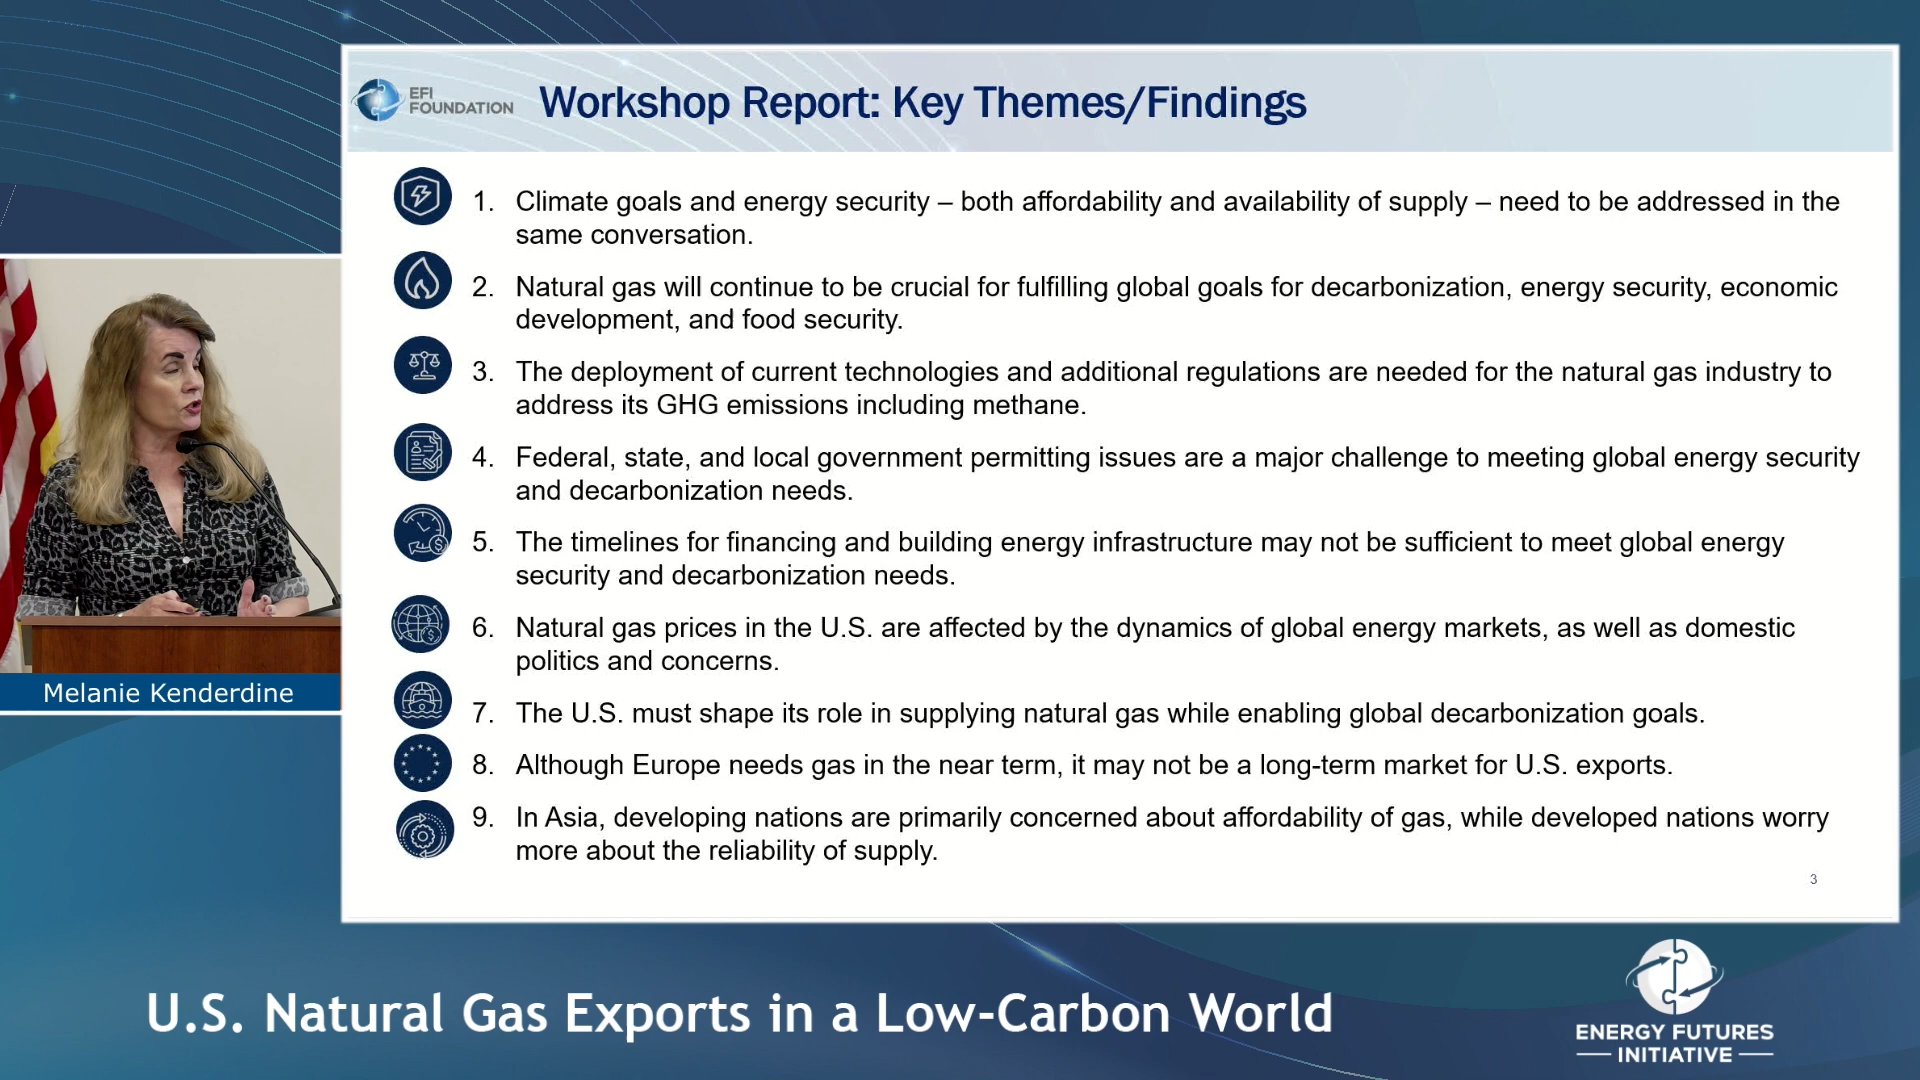 EFI
FOUNDATION
Workshop Report: Key Themes/Findings
1. Climate goals and energy security – both affordability and availability of supply – need to be addressed in the
same conversation.
2. Natural gas will continue to be crucial for fulfilling global goals for decarbonization, energy security, economic
development, and food security.
3. The deployment of current technologies and additional regulations are needed for the natural gas industry to
address its GHG emissions including methane.
4. Federal, state, and local government permitting issues are a major challenge to meeting global energy security
and decarbonization needs.
5. The timelines for financing and building energy infrastructure may not be sufficient to meet global energy
security and decarbonization needs.
6. Natural gas prices in the U.S. are affected by the dynamics of global energy markets, as well as domestic
politics and concerns.
7. The U.S. must shape its role in supplying natural gas while enabling global decarbonization goals.
8. Although Europe needs gas in the near term, it may not be a long-term market for U.S. exports.
9. In Asia, developing nations are primarily concerned about affordability of gas, while developed nations worry
more about the reliability of supply.
3
Melanie Kenderdine
U.S. Natural Gas Exports in a Low-Carbon World
ENERGY FUTURES
INITIATIVE